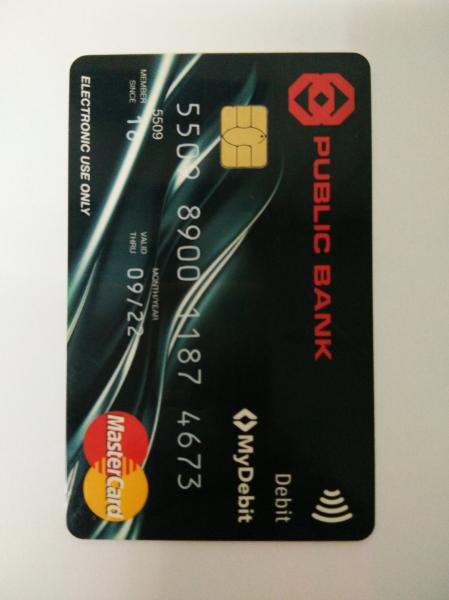 PUBLIC BANK
Debit
MyDebit
5509 8900 1187 4673
5509
MONTH/YEAR
MEMBER SINCE 16
VALID THRU 09/22
MasterCard
ELECTRONIC USE ONLY